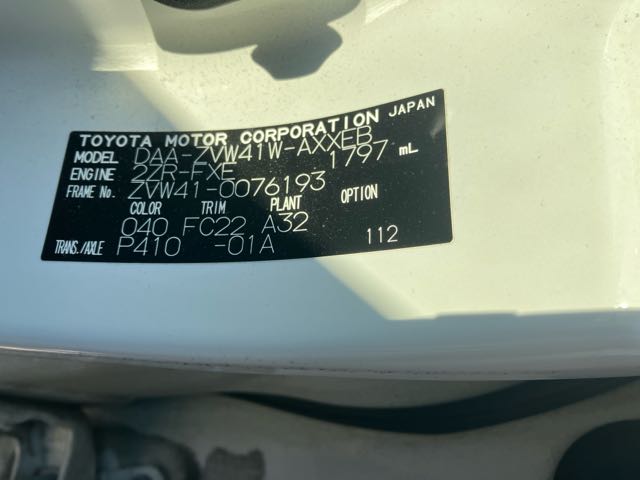 TOYOTA MOTOR CORPORATION JAPAN
MODEL DAA-ZVW41W-AXXEB
ENGINE 2ZR-FXE 1797 mL
FRAME No. ZVW41-0076193
COLOR TRIM PLANT OPTION
040 FC22 A32
TRANS./AXLE P410 -01A 112